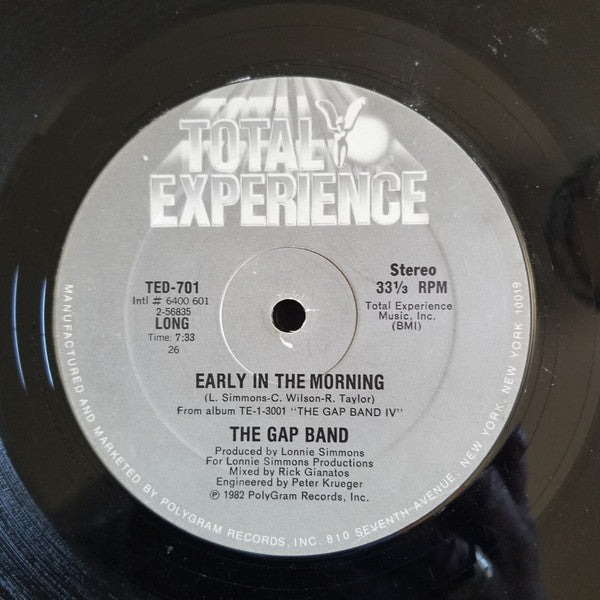 TOTAL
EXPERIENCE
TED-701
Intl # 6400 601
2-56835
LONG
Time: 7:33
26
Stereo
33⅓ RPM
Total Experience
Music, Inc.
(BMI)
EARLY IN THE MORNING
(L. Simmons-C. Wilson-R. Taylor)
From album TE-1-3001 "THE GAP BAND IV"
THE GAP BAND
Produced by Lonnie Simmons
For Lonnie Simmons Productions
Mixed by Rick Gianatos
Engineered by Peter Krueger
℗ 1982 PolyGram Records, Inc.
MANUFACTURED AND MARKETED BY POLYGRAM RECORDS, INC. 810 SEVENTH AVENUE, NEW YORK, NEW YORK 10019